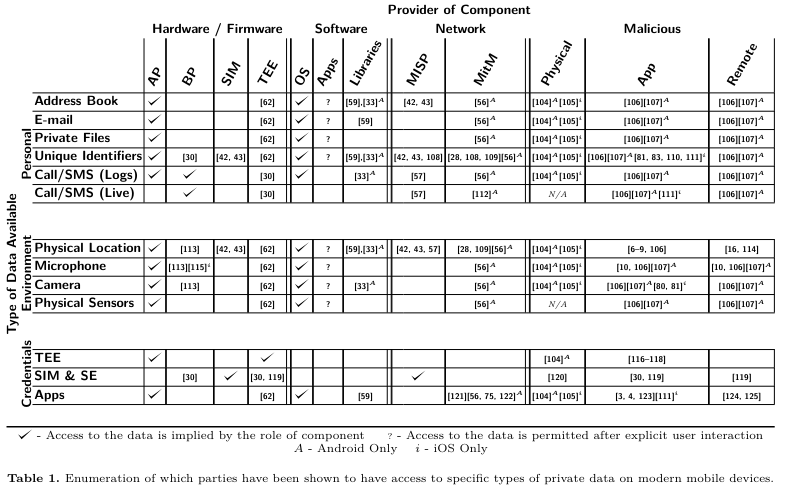 Provider of Component
Hardware / Firmware Software Network Malicious
AP BP SIM TEE OS Apps Libraries MISP MitM Physical App Remote
Type of Data Available
Personal
Address Book ✓ [62] ✓ ? [59],[33]A [42, 43] [56]A [104]A[105]i [106][107]A [106][107]A
E-mail ✓ [62] ✓ ? [59] [56]A [104]A[105]i [106][107]A [106][107]A
Private Files ✓ [62] ✓ ? [56]A [104]A[105]i [106][107]A [106][107]A
Unique Identifiers ✓ [30] [42, 43] [62] ✓ ? [59],[33]A [42, 43, 108] [28, 108, 109][56]A [104]A[105]i [106][107]A[81, 83, 110, 111]i [106][107]A
Call/SMS (Logs) ✓ ✓ [30] ✓ [33]A [57] [56]A [104]A[105]i [106][107]A [106][107]A
Call/SMS (Live) ✓ [30] [57] [112]A N/A [106][107]A[111]i [106][107]A
Environment
Physical Location ✓ [113] [42, 43] [62] ✓ ? [59],[33]A [42, 43, 57] [28, 109][56]A [104]A[105]i [6–9, 106] [16, 114]
Microphone ✓ [113][115]i [62] ✓ ? [56]A [104]A[105]i [10, 106][107]A [10, 106][107]A
Camera ✓ [113] [62] ✓ ? [33]A [56]A [104]A[105]i [106][107]A[80, 81]i [106][107]A
Physical Sensors ✓ [62] ✓ ? [56]A N/A [106][107]A [106][107]A
Credentials
TEE ✓ ✓ [104]A [116–118]
SIM & SE [30] ✓ [30, 119] ✓ [120] [30, 119] [119]
Apps ✓ [62] ✓ [59] [121][56, 75, 122]A [104]A[105]i [3, 4, 123][111]i [124, 125]
✓ - Access to the data is implied by the role of component ? - Access to the data is permitted after explicit user interaction
A - Android Only i - iOS Only
Table 1. Enumeration of which parties have been shown to have access to specific types of private data on modern mobile devices.